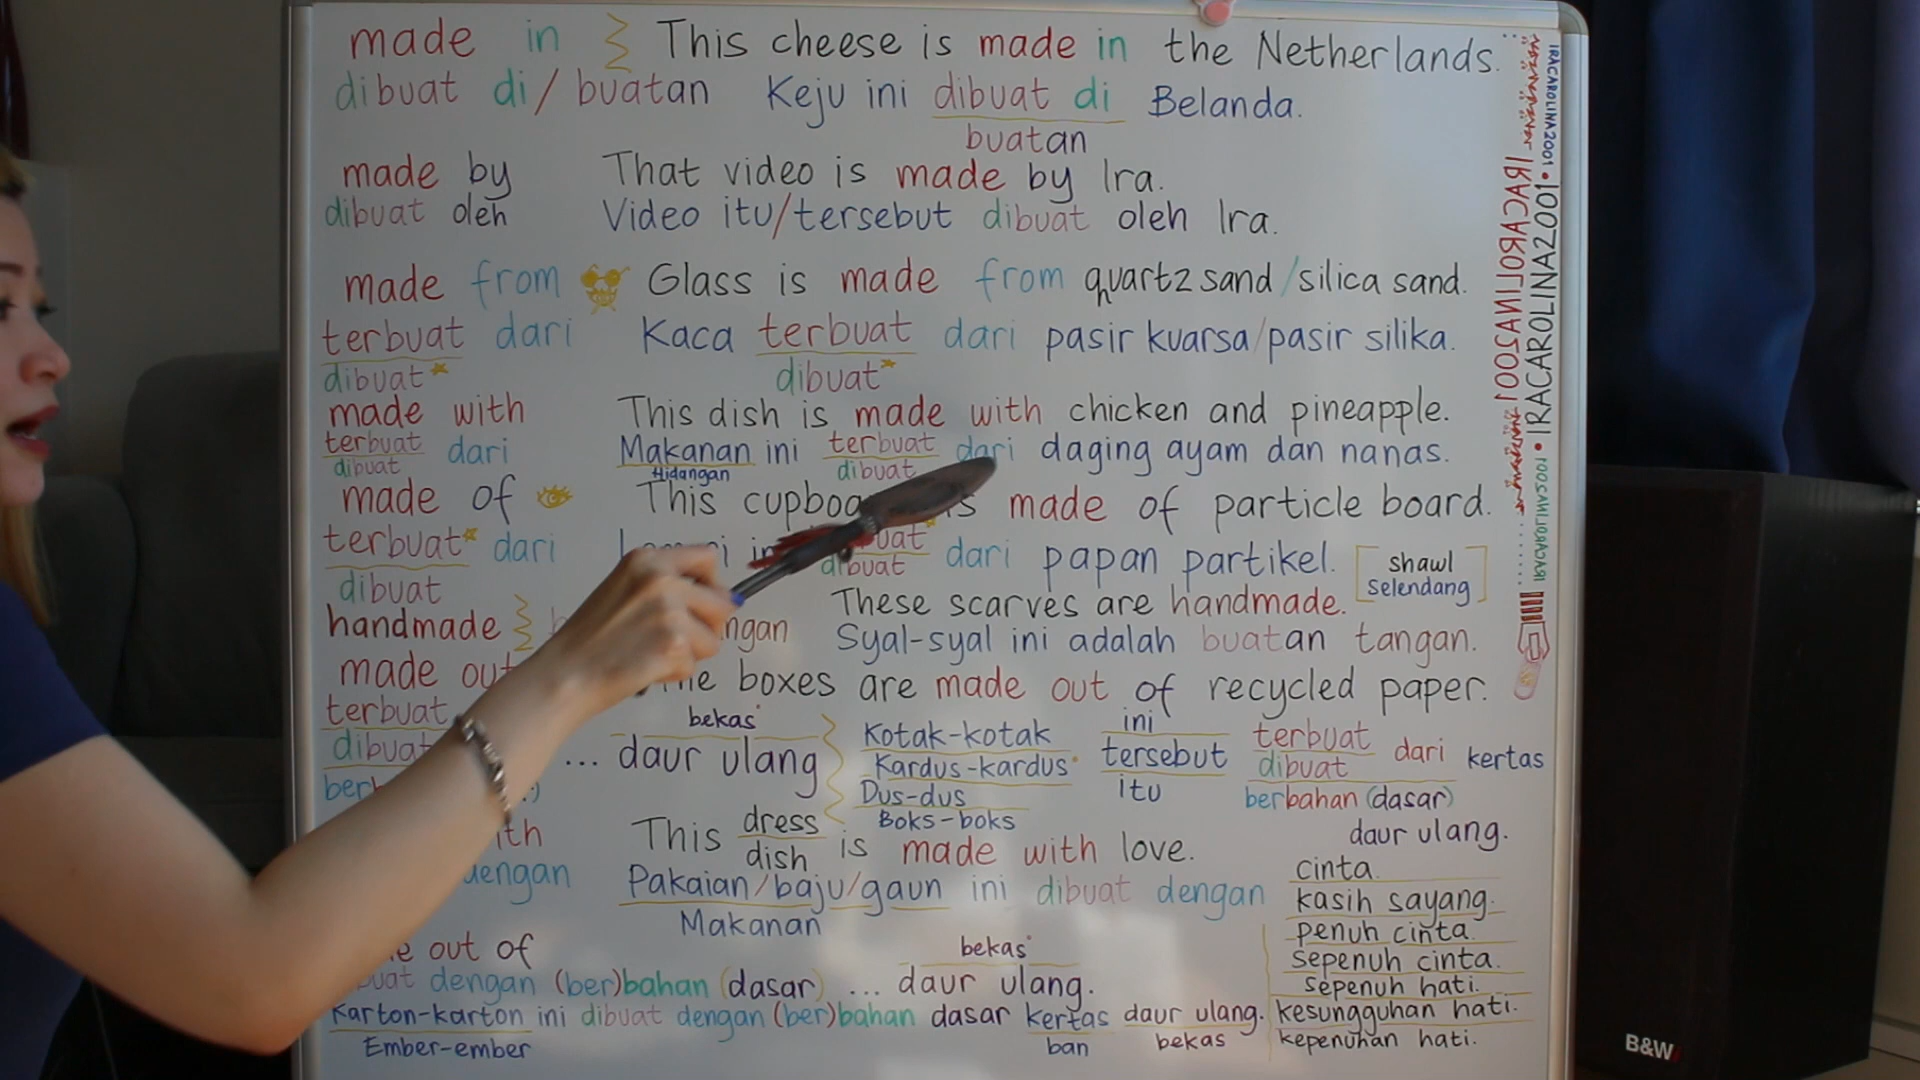 made in This cheese is made in the Netherlands.
dibuat di/buatan Keju ini dibuat di Belanda.
buatan
made by That video is made by Ira.
dibuat oleh Video itu/tersebut dibuat oleh Ira.
made from Glass is made from quartz sand/silica sand.
terbuat dari Kaca terbuat dari pasir kuarsa/pasir silika.
dibuat* dibuat*
made with This dish is made with chicken and pineapple.
terbuat dari Makanan ini terbuat dari daging ayam dan nanas.
dibuat Hidangan dibuat
made of This is made of particle board.
terbuat* dari dari papan partikel.
dibuat dibuat
shawl
Selendang
handmade These scarves are handmade.
Syal-syal ini adalah buatan tangan.
made out boxes are made out of recycled paper.
terbuat
dibuat
bekas*
... daur ulang
Kotak-kotak ini terbuat dari kertas
Kardus-kardus* tersebut dibuat
Dus-dus itu berbahan (dasar)
Boks-boks
daur ulang.
This dress is made with love.
dish
dengan Pakaian/baju/gaun ini dibuat dengan cinta.
Makanan
kasih sayang.
penuh cinta.
sepenuh cinta.
sepenuh hati.
kesungguhan hati.
kepenuhan hati.
out of
bekas*
dengan (ber)bahan (dasar) ... daur ulang.
Karton-karton ini dibuat dengan (ber)bahan dasar kertas daur ulang.
Ember-ember ban bekas
IRACAROLINA2001
IRACAROLINA2001
IRACAROLINA2001
IRACAROLINA2001
B&W